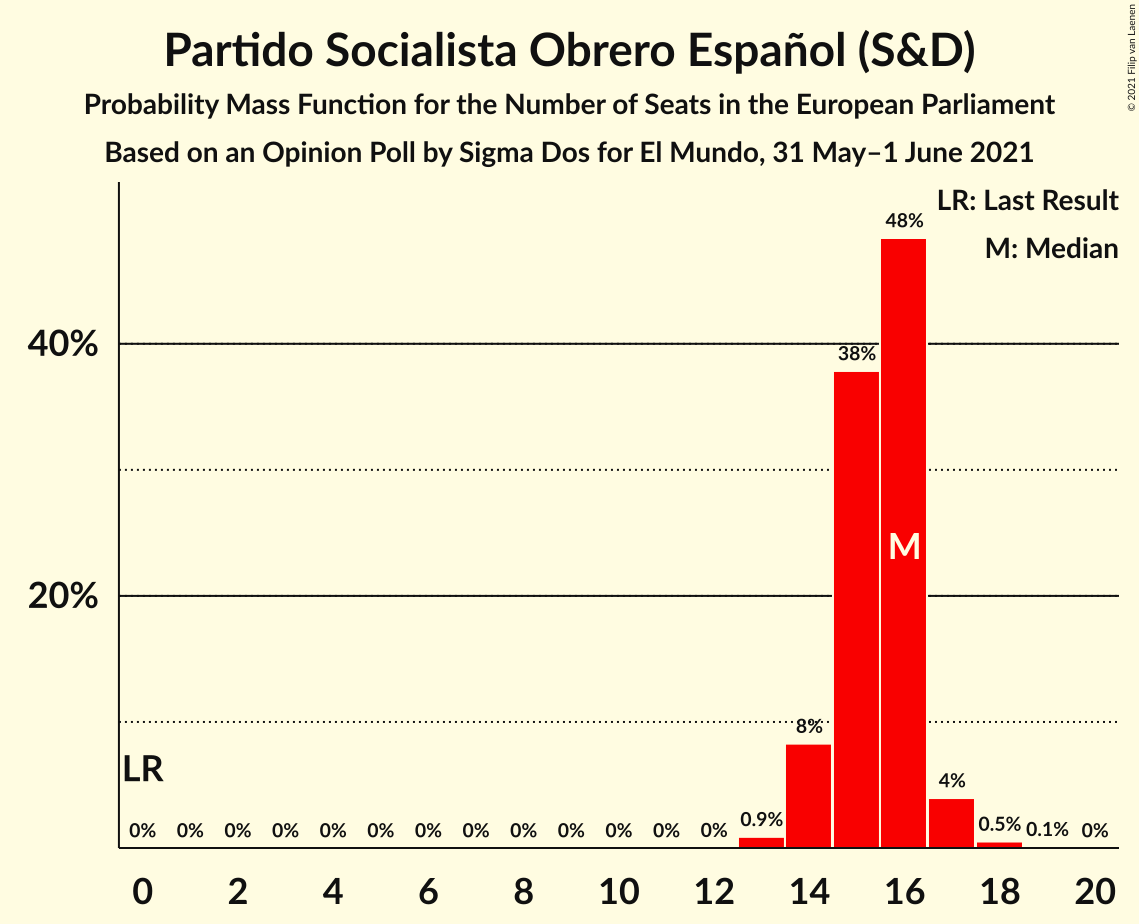 Partido Socialista Obrero Español (S&D)
Probability Mass Function for the Number of Seats in the European Parliament
Based on an Opinion Poll by Sigma Dos for El Mundo, 31 May–1 June 2021
© 2021 Filip van Laenen
LR: Last Result
M: Median
48%
40%
38%
M
20%
8%
LR
4%
0% 0% 0% 0% 0% 0% 0% 0% 0% 0% 0% 0% 0% 0.9% 0.5% 0.1% 0%
0 2 4 6 8 10 12 14 16 18 20